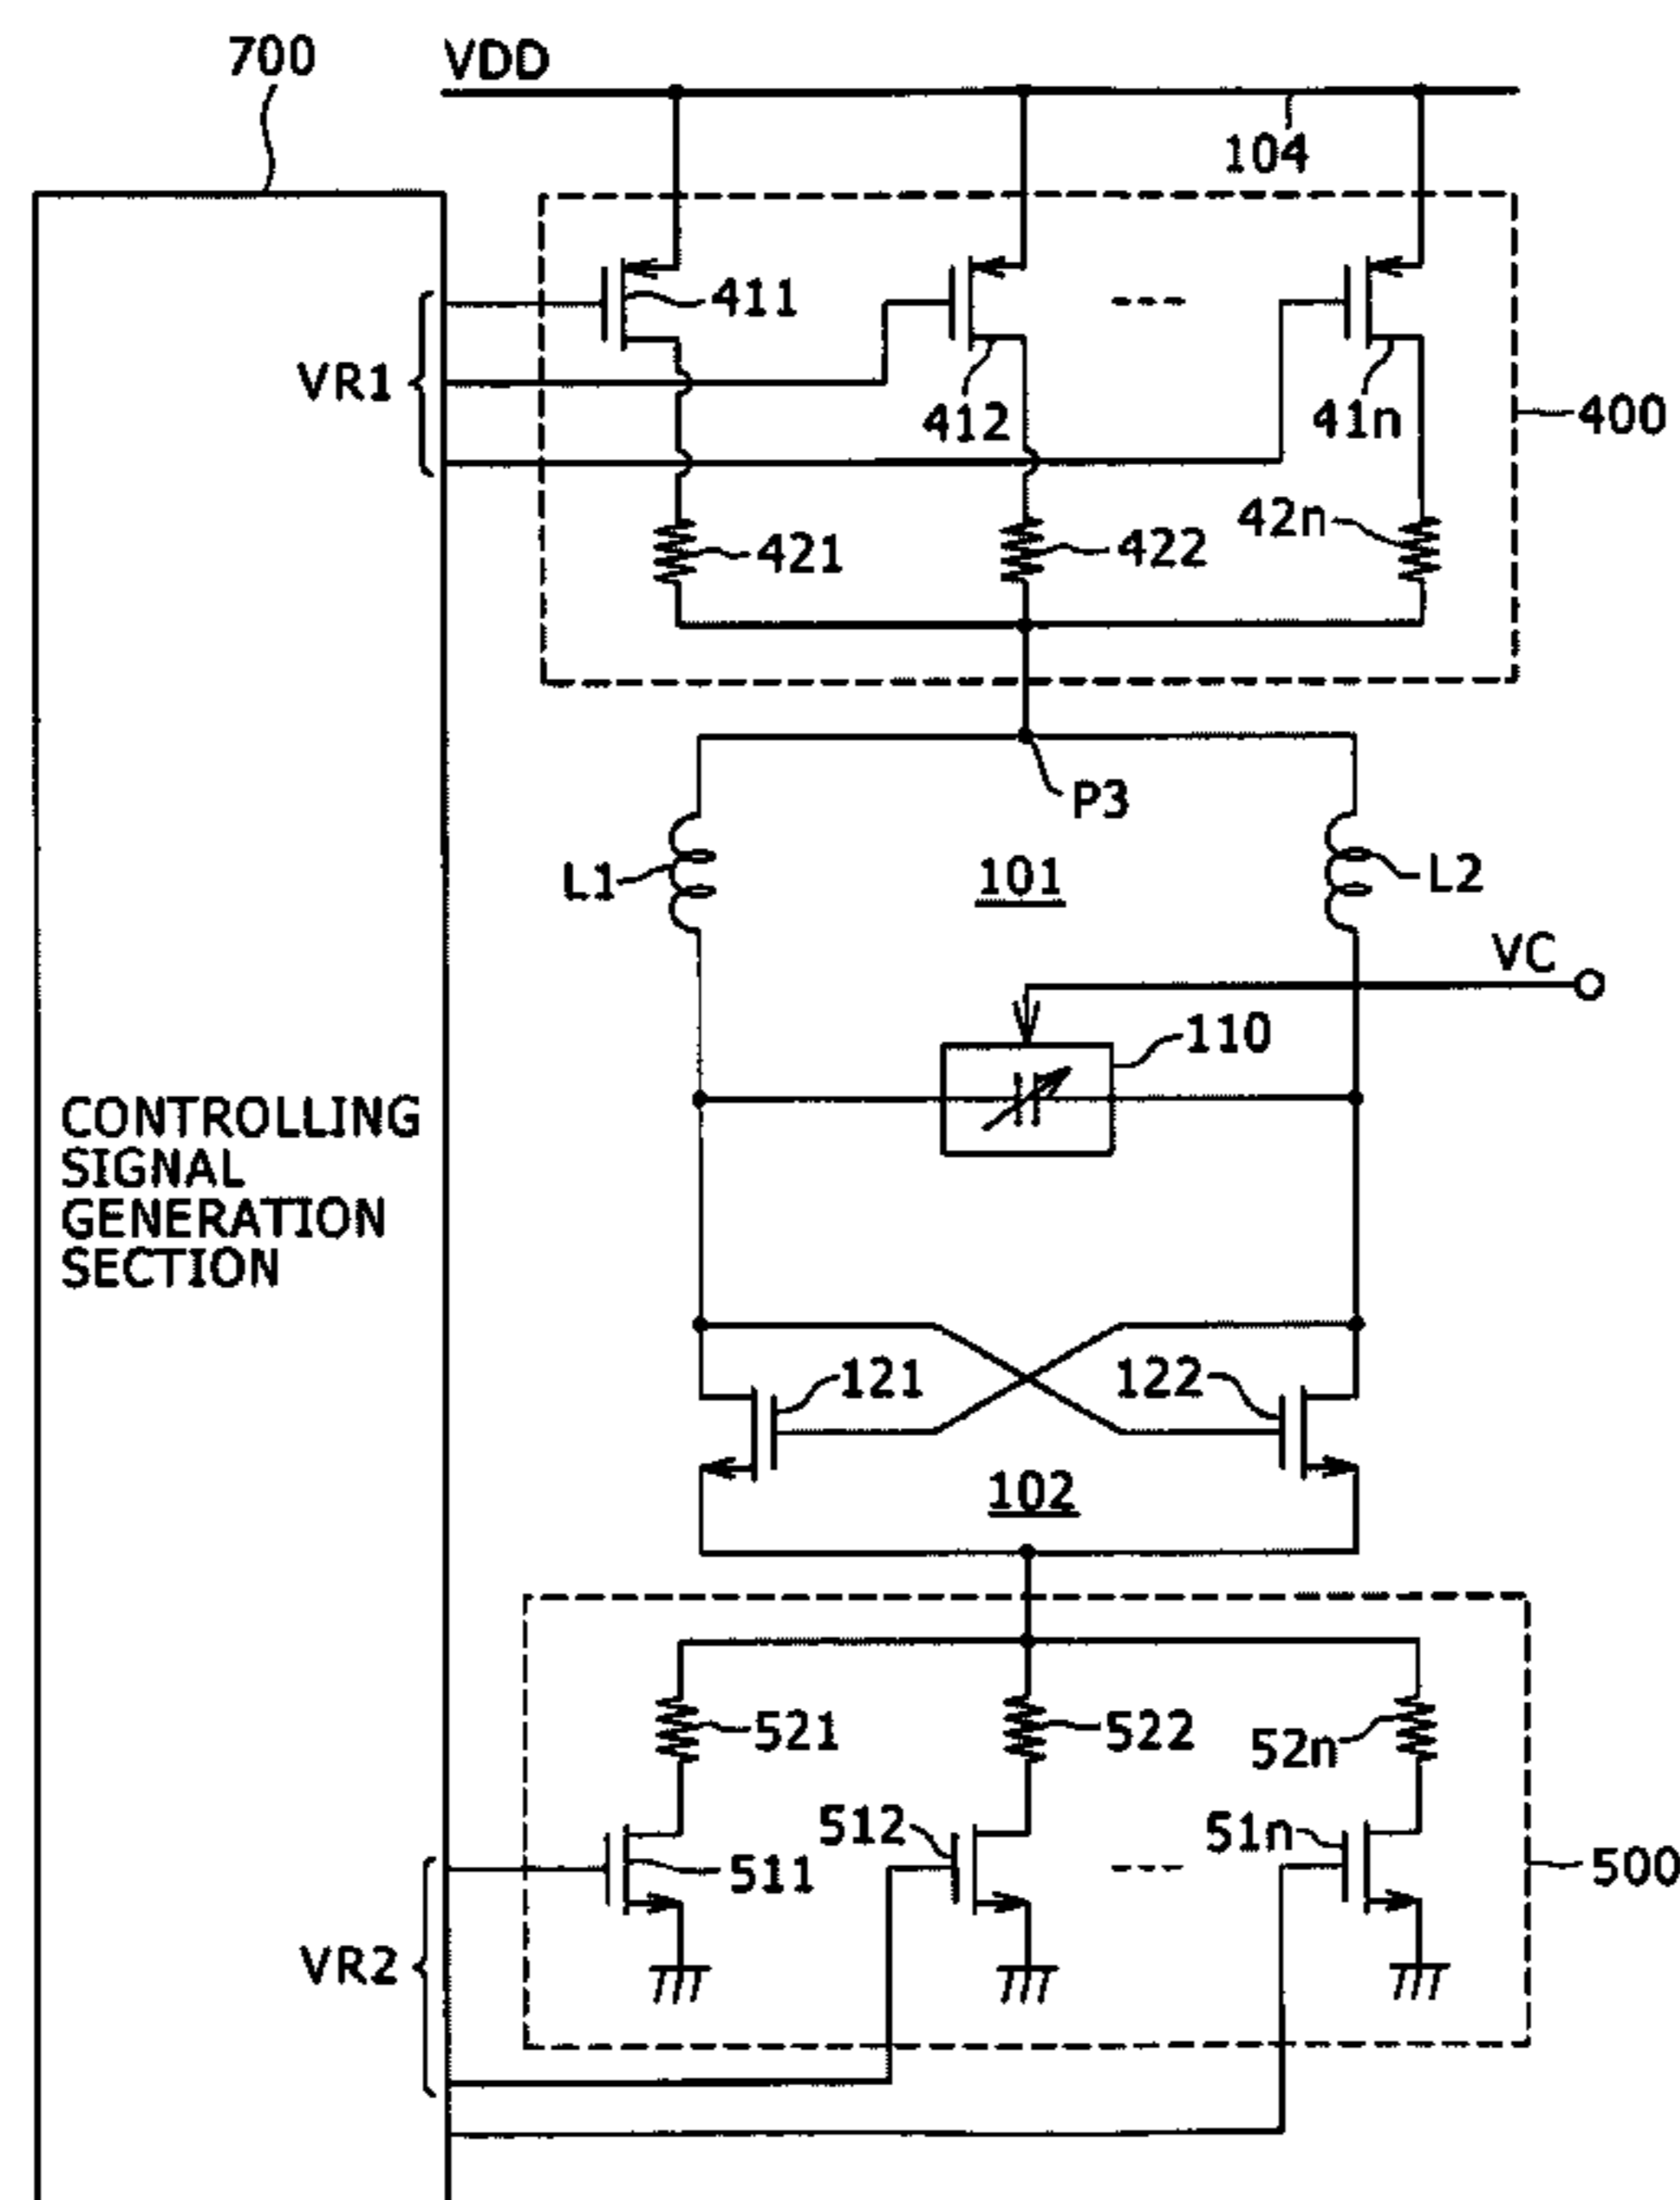 700
VDD
104
411
VR1
412
41n
400
421
422
42n
P3
L1
101
L2
VC
110
CONTROLLING
SIGNAL
GENERATION
SECTION
121
122
102
521
522
52n
511
512
51n
500
VR2